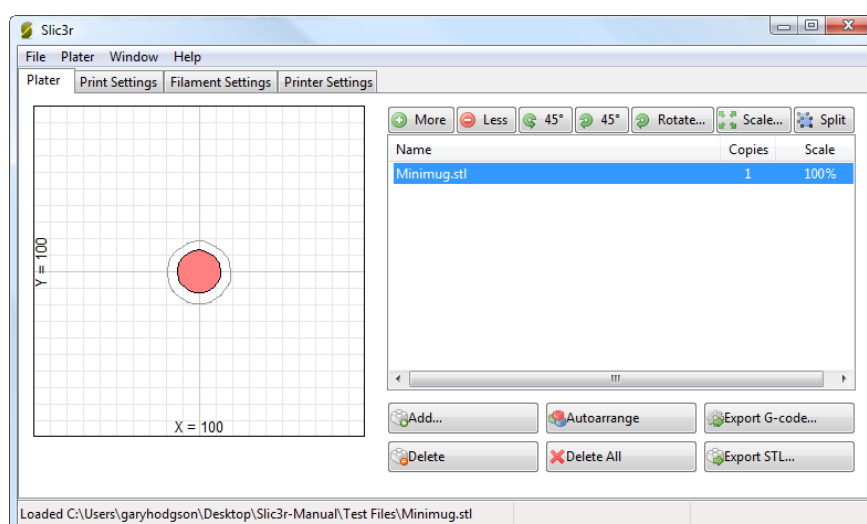 Slic3r
File Plater Window Help
Plater Print Settings Filament Settings Printer Settings
More Less 45° 45° Rotate... Scale... Split
Name Copies Scale
Minimug.stl 1 100%
Y = 100
X = 100
Add... Autoarrange Export G-code...
Delete Delete All Export STL...
Loaded C:\Users\garyhodgson\Desktop\Slic3r-Manual\Test Files\Minimug.stl